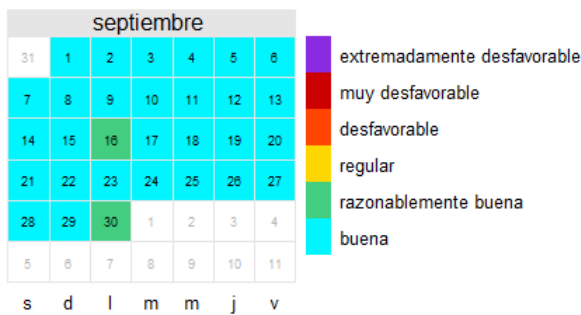 septiembre
31 1 2 3 4 5 6
7 8 9 10 11 12 13
14 15 16 17 18 19 20
21 22 23 24 25 26 27
28 29 30 1 2 3 4
5 6 7 8 9 10 11
s d l m m j v
extremadamente desfavorable
muy desfavorable
desfavorable
regular
razonablemente buena
buena